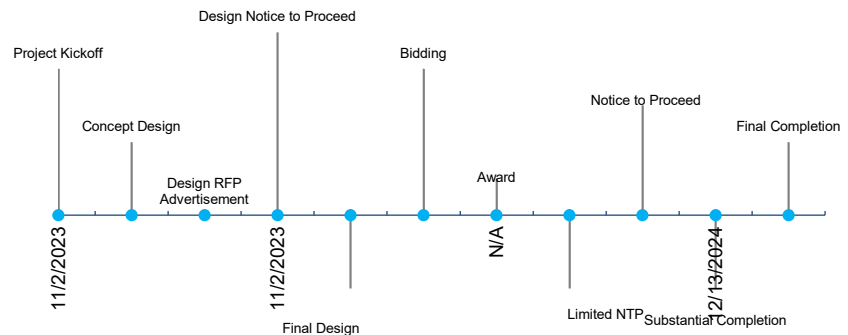 Design Notice to Proceed
Project Kickoff
Bidding
Notice to Proceed
Concept Design
Final Completion
Design RFP
Advertisement
Award
11/2/2023
11/2/2023
N/A
12/13/2024
Limited NTP
Substantial Completion
Final Design